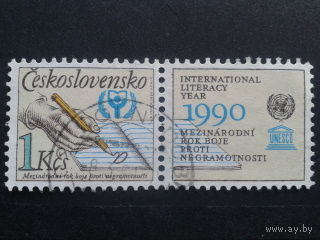 Československo
1 Kčs
Mezinárodní rok boje proti negramotnosti
INTERNATIONAL
LITERACY
YEAR
1990
MEZINÁRODNÍ
ROK BOJE
PROTI
NEGRAMOTNOSTI
UNESCO
www.ay.by